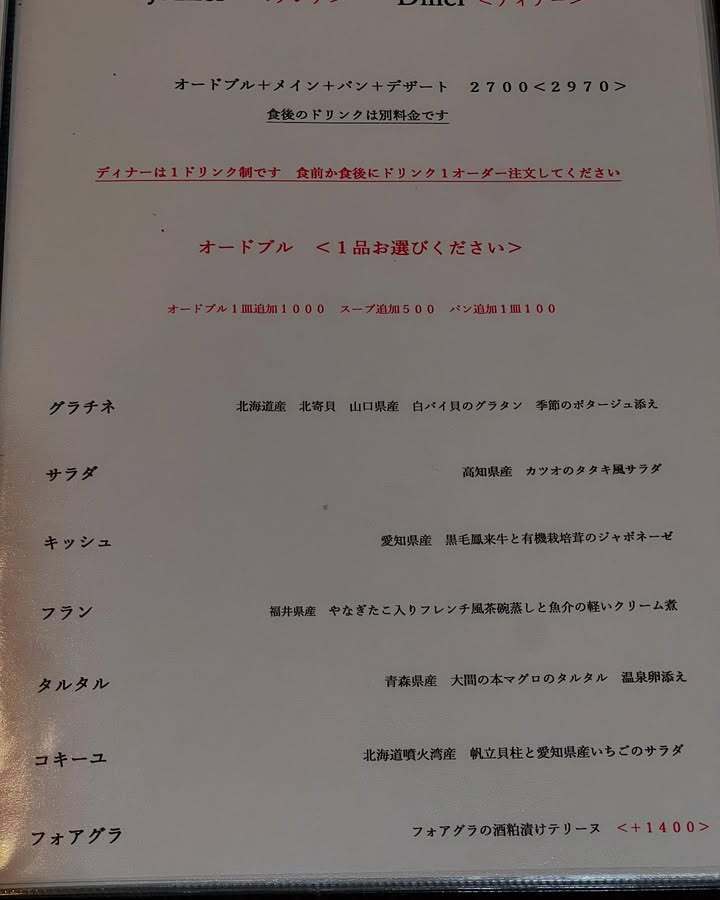 Diner <ディナー>
オードブル+メイン+パン+デザート 2700<2970>
食後のドリンクは別料金です
ディナーは1ドリンク制です 食前か食後にドリンク1オーダー注文してください
オードブル <1品お選びください>
オードブル1皿追加1000 スープ追加500 パン追加1皿100
グラチネ 北海道産 北寄貝 山口県産 白バイ貝のグラタン 季節のポタージュ添え
サラダ 高知県産 カツオのタタキ風サラダ
キッシュ 愛知県産 黒毛鳳来牛と有機栽培茸のジャポネーゼ
フラン 福井県産 やなぎたこ入りフレンチ風茶碗蒸しと魚介の軽いクリーム煮
タルタル 青森県産 大間の本マグロのタルタル 温泉卵添え
コキーユ 北海道噴火湾産 帆立貝柱と愛知県産いちごのサラダ
フォアグラ フォアグラの酒粕漬けテリーヌ <+1400>